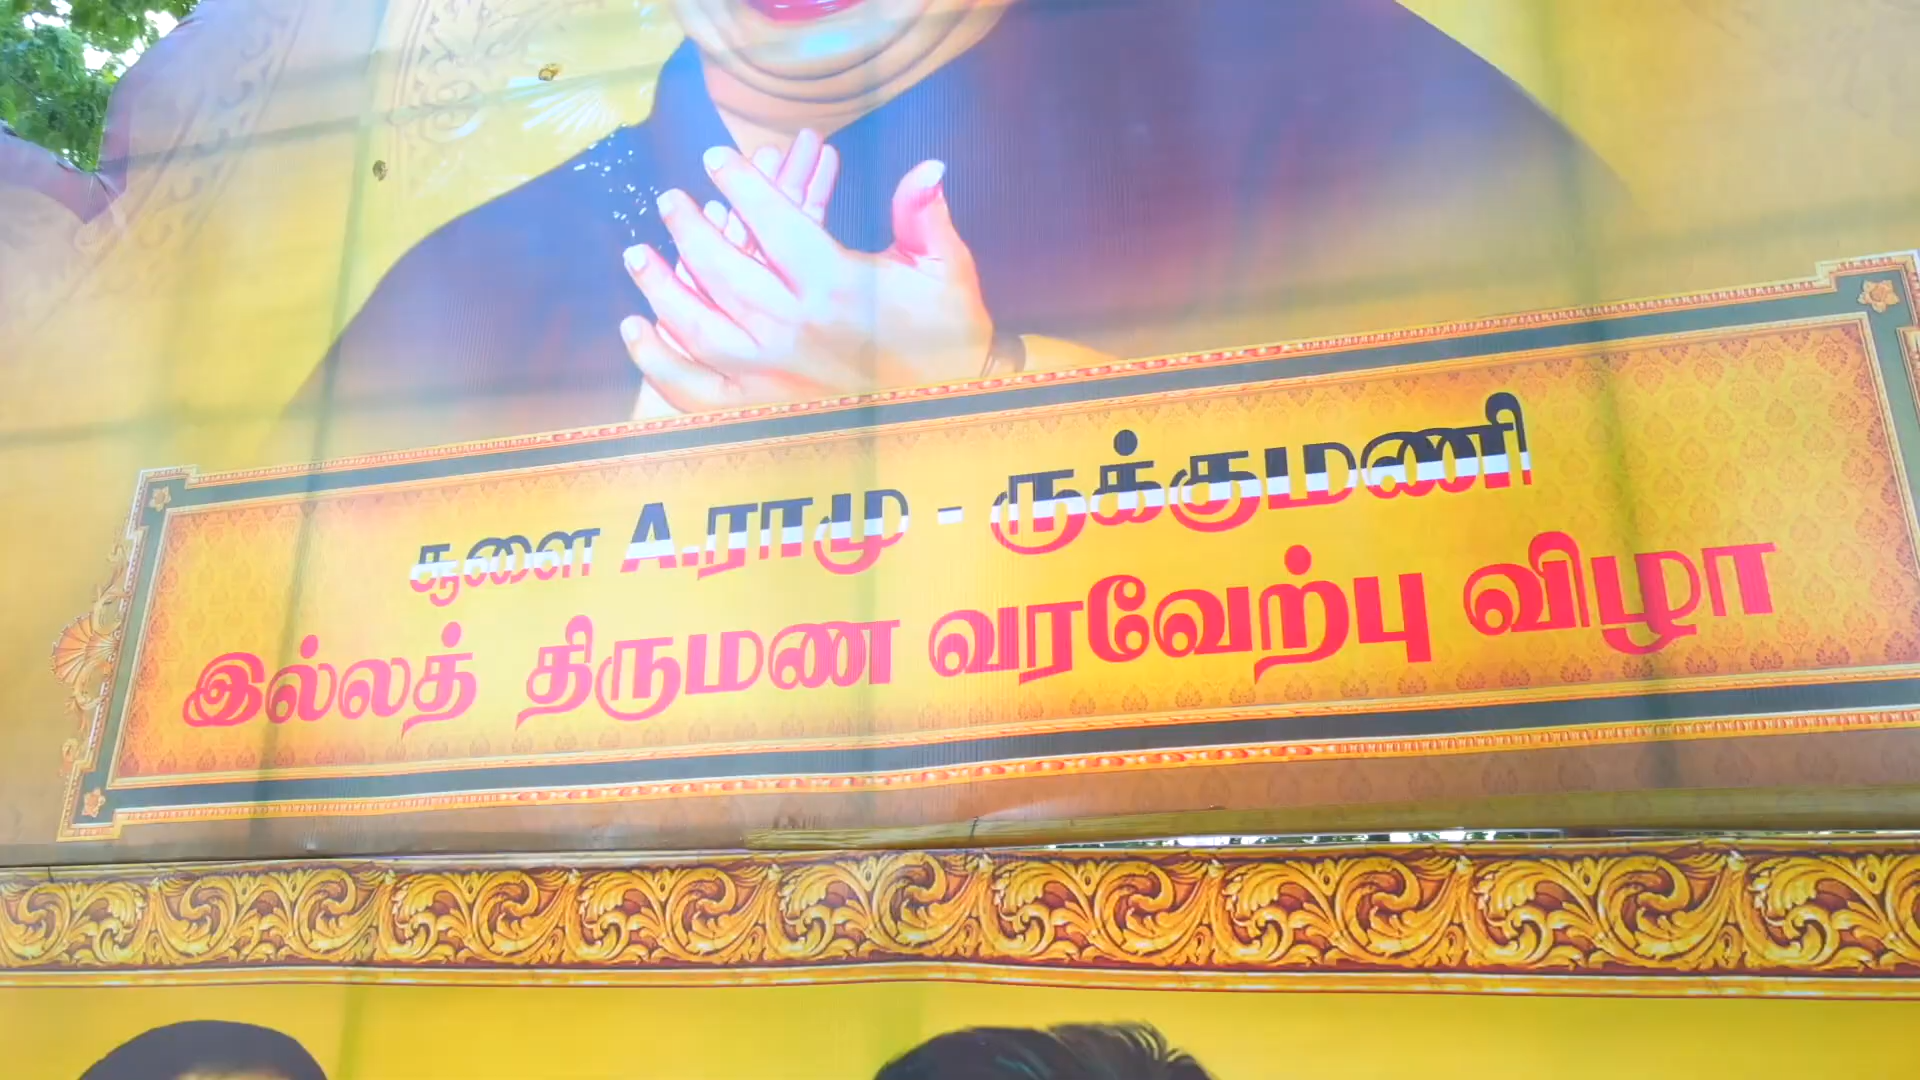 சூளை A.ராமு - ருக்குமணி
இல்லத் திருமண வரவேற்பு விழா